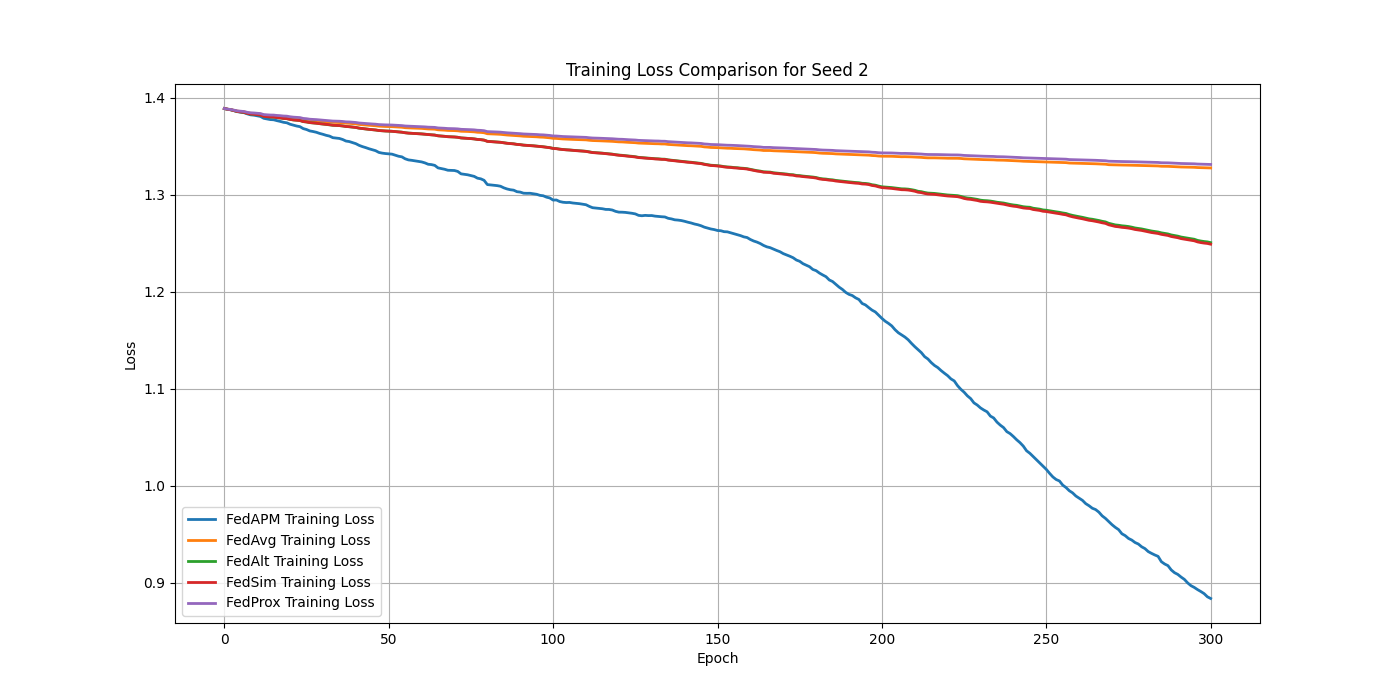 Training Loss Comparison for Seed 2
1.4
1.3
1.2
1.1
1.0
0.9
Loss
FedAPM Training Loss
FedAvg Training Loss
FedAlt Training Loss
FedSim Training Loss
FedProx Training Loss
0 50 100 150 200 250 300
Epoch